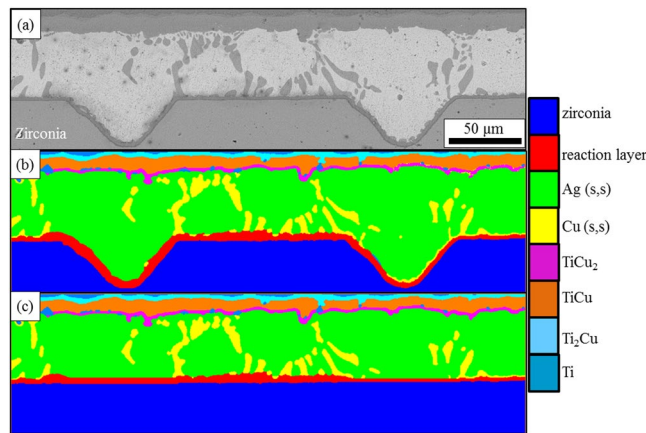 (a)
Zirconia
50 μm
(b)
(c)
zirconia
reaction layer
Ag (s,s)
Cu (s,s)
TiCu₂
TiCu
Ti₂Cu
Ti